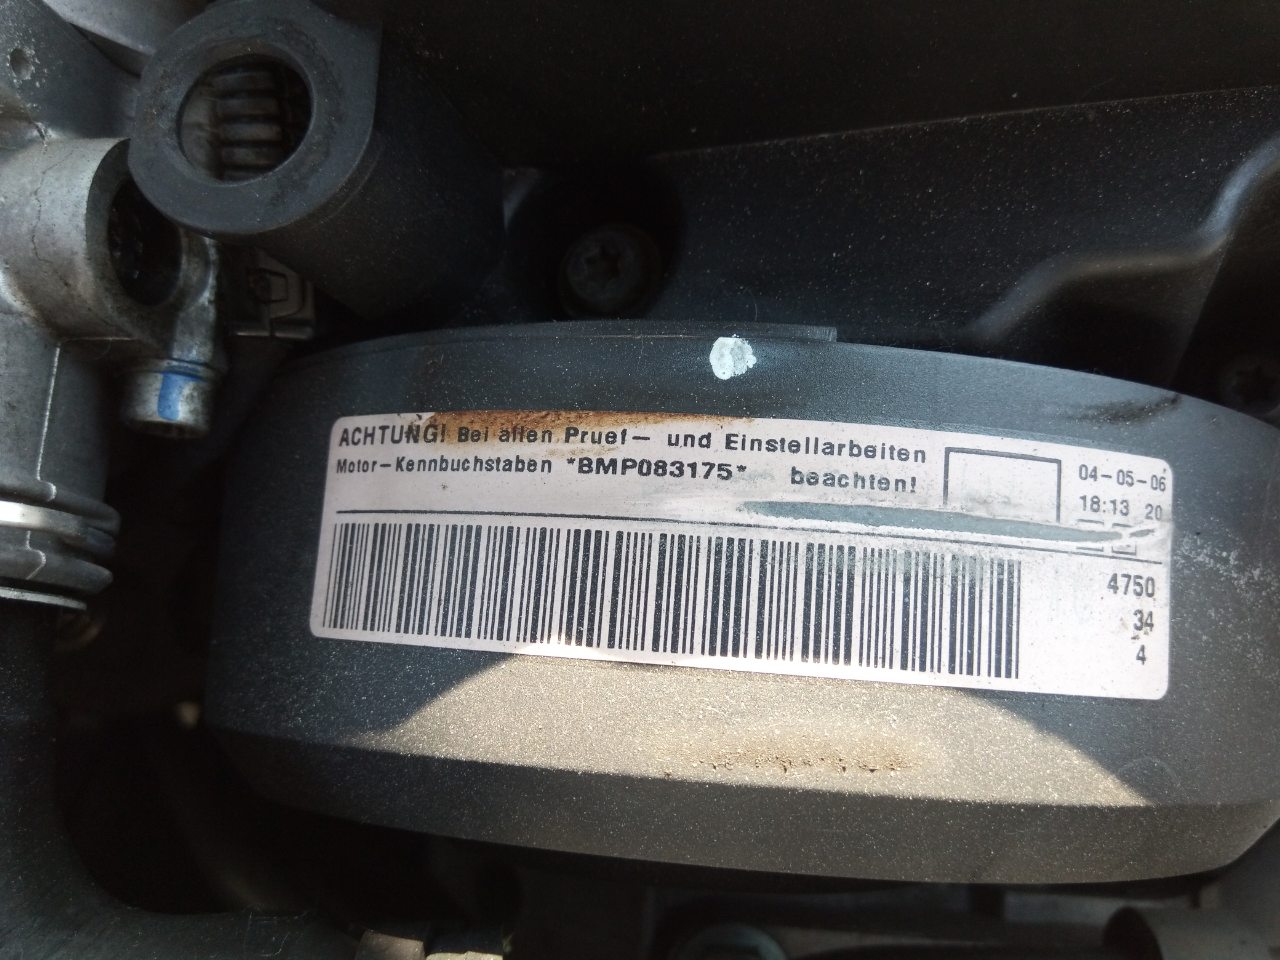 ACHTUNG! Bei allen Pruef- und Einstellarbeiten
Motor-Kennbuchstaben *BMP083175* beachten!
04-05-06
18:13 20
4750
34
4